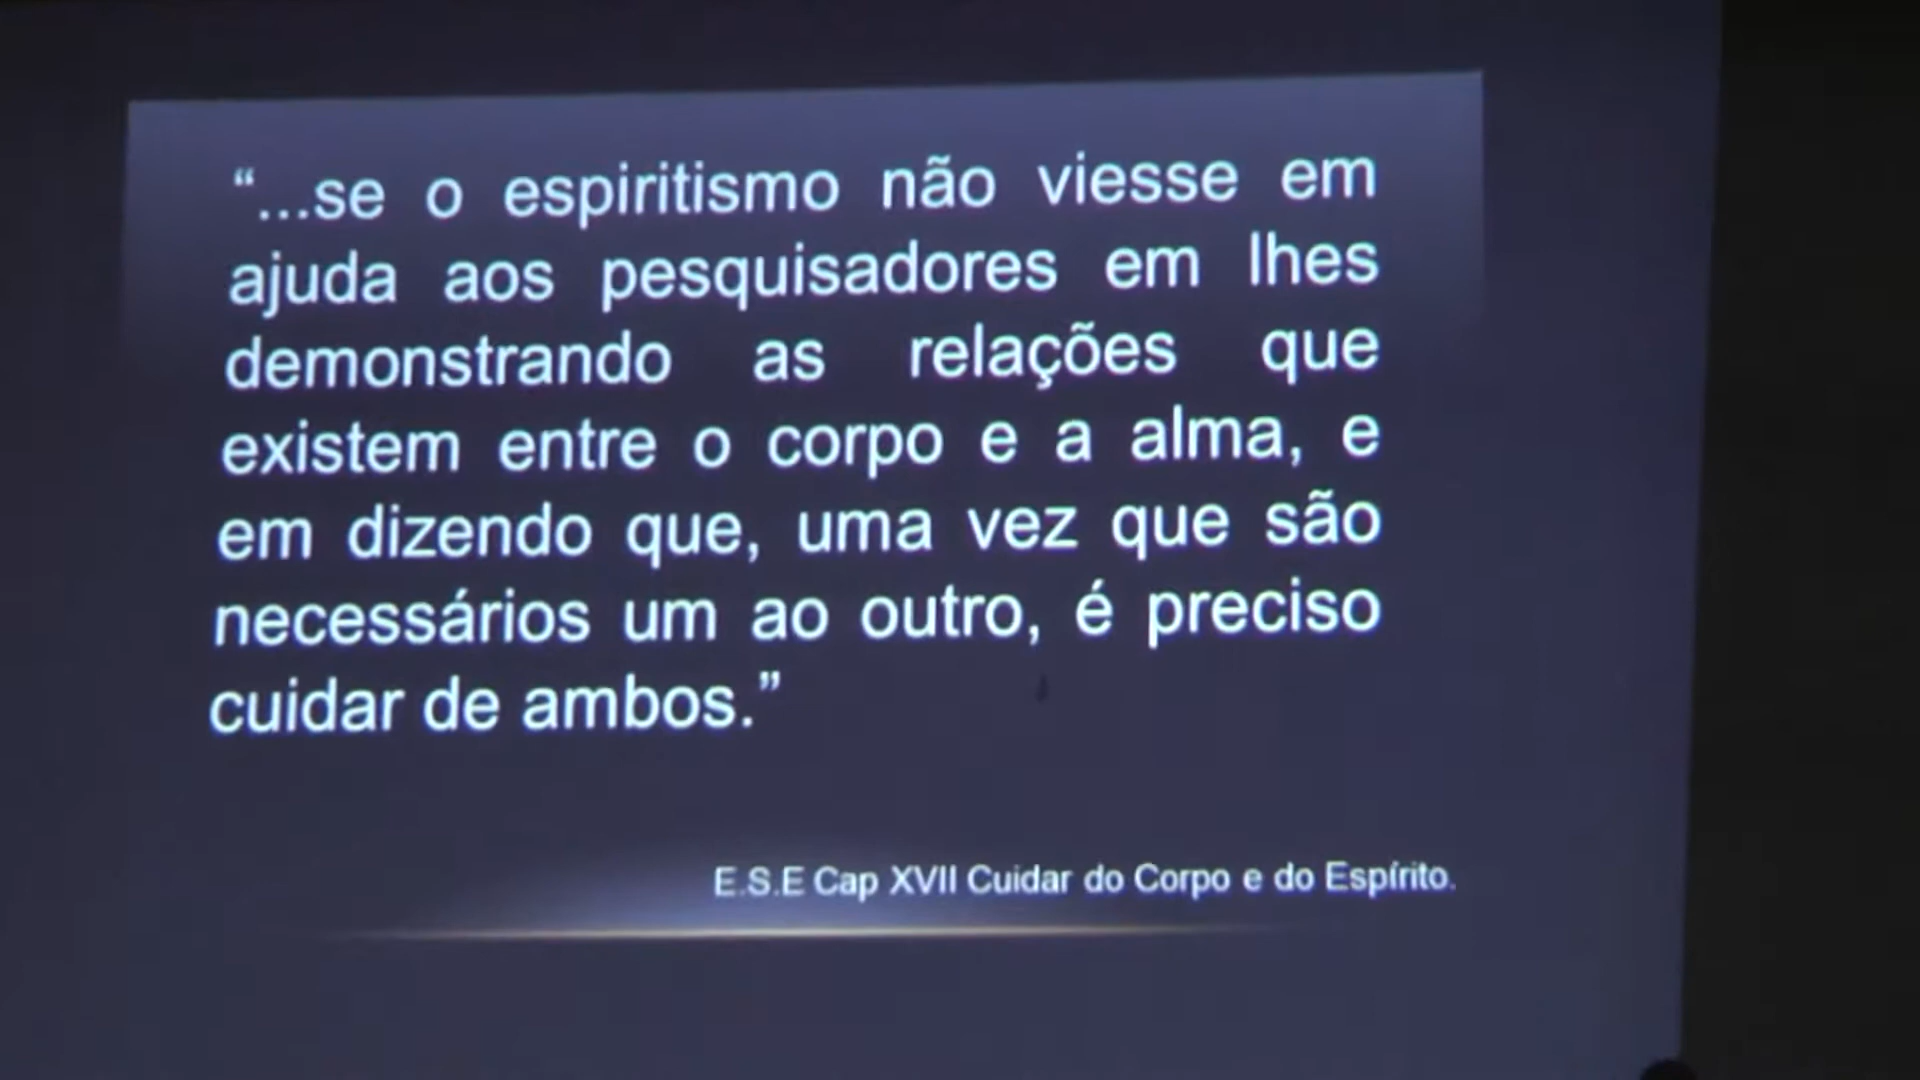 “...se o espiritismo não viesse em
ajuda aos pesquisadores em lhes
demonstrando as relações que
existem entre o corpo e a alma, e
em dizendo que, uma vez que são
necessários um ao outro, é preciso
cuidar de ambos.”
E.S.E Cap XVII Cuidar do Corpo e do Espírito.